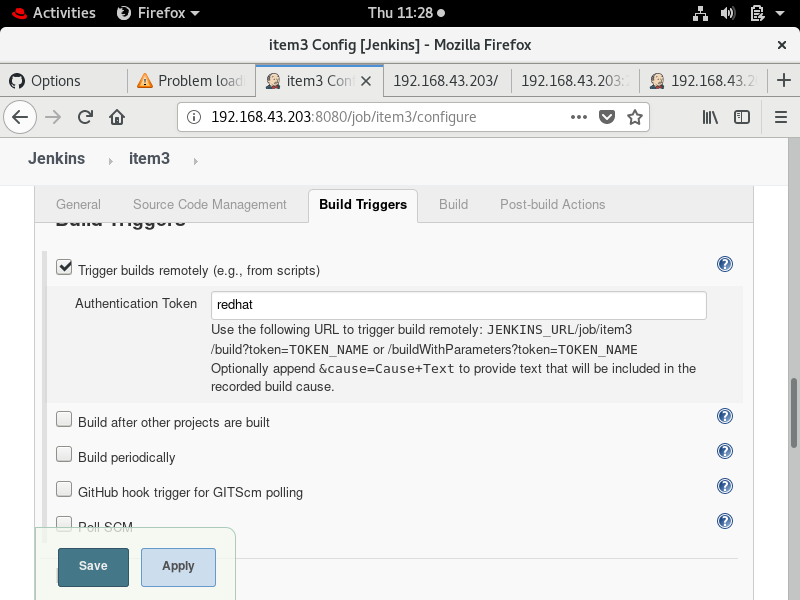 Activities Firefox Thu 11:28
item3 Config [Jenkins] - Mozilla Firefox
Options Problem load item3 Con 192.168.43.203/ 192.168.43.203: 192.168.43.2
192.168.43.203:8080/job/item3/configure
Jenkins item3
General Source Code Management Build Triggers Build Post-build Actions
Build Triggers
Trigger builds remotely (e.g., from scripts)
Authentication Token redhat
Use the following URL to trigger build remotely: JENKINS_URL/job/item3
/build?token=TOKEN_NAME or /buildWithParameters?token=TOKEN_NAME
Optionally append &cause=Cause+Text to provide text that will be included in the
recorded build cause.
Build after other projects are built
Build periodically
GitHub hook trigger for GITScm polling
Poll SCM
Save Apply